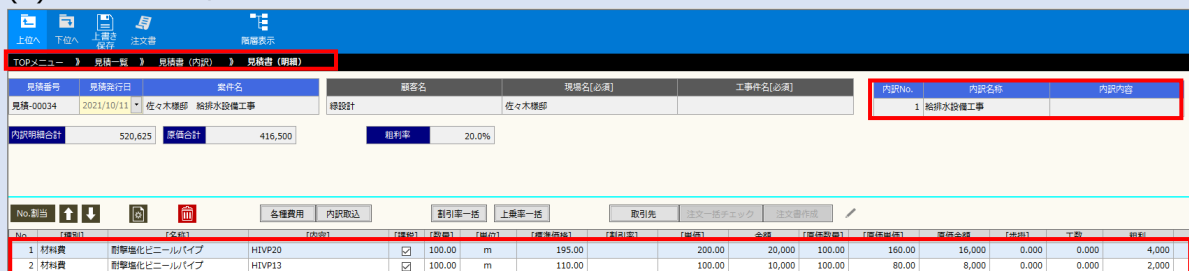 上位へ 下位へ 上書き保存 注文書 階層表示
TOPメニュー 》 見積一覧 》 見積書（内訳） 》 見積書（明細）
見積番号 見積発行日 案件名 顧客名 現場名[必須] 工事件名[必須] 内訳No. 内訳名称 内訳内容
見積-00034 2021/10/11 佐々木様邸 給排水設備工事 緑設計 佐々木様邸 1 給排水設備工事
内訳明細合計 520,625 原価合計 416,500 粗利率 20.0%
No.割当 各種費用 内訳取込 割引率一括 上乗率一括 取引先 注文一括チェック 注文書作成
No. [種別] [名称] [内容] [課税] [数量] [単位] [標準価格] [割引率] [単価] 金額 [原価数量] [原価単価] 原価金額 [歩掛] 工数 粗利
1 材料費 耐撃塩化ビニールパイプ HIVP20 100.00 m 195.00 200.00 20,000 100.00 160.00 16,000 0.000 0.000 4,000
2 材料費 耐撃塩化ビニールパイプ HIVP13 100.00 m 110.00 100.00 10,000 100.00 80.00 8,000 0.000 0.000 2,000